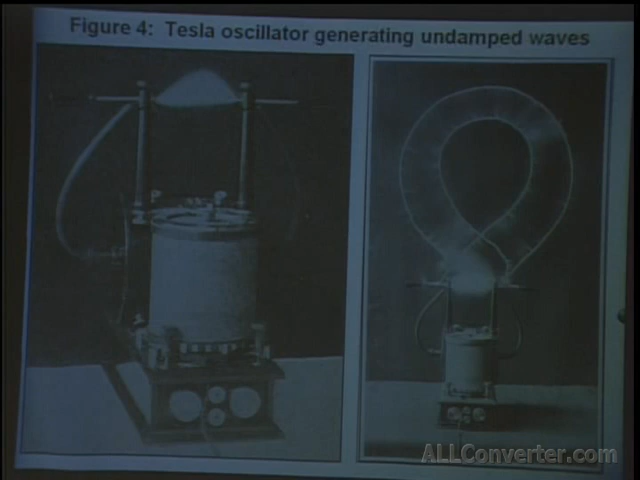 Figure 4:  Tesla oscillator generating undamped waves
ALLConverter.com